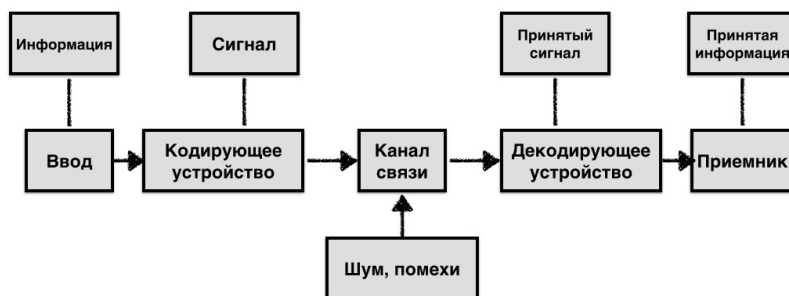 Информация
Сигнал
Принятый
сигнал
Принятая
информация
Ввод
Кодирующее
устройство
Канал
связи
Декодирующее
устройство
Приемник
Шум, помехи